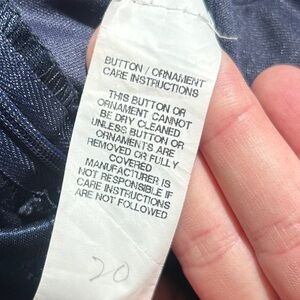 BUTTON / ORNAMENT
CARE INSTRUCTIONS
THIS BUTTON OR
ORNAMENT CANNOT
BE DRY CLEANED
UNLESS BUTTON OR
ORNAMENTS ARE
REMOVED OR FULLY
COVERED
MANUFACTURER IS
NOT RESPONSIBLE IF
CARE INSTRUCTIONS
ARE NOT FOLLOWED
20